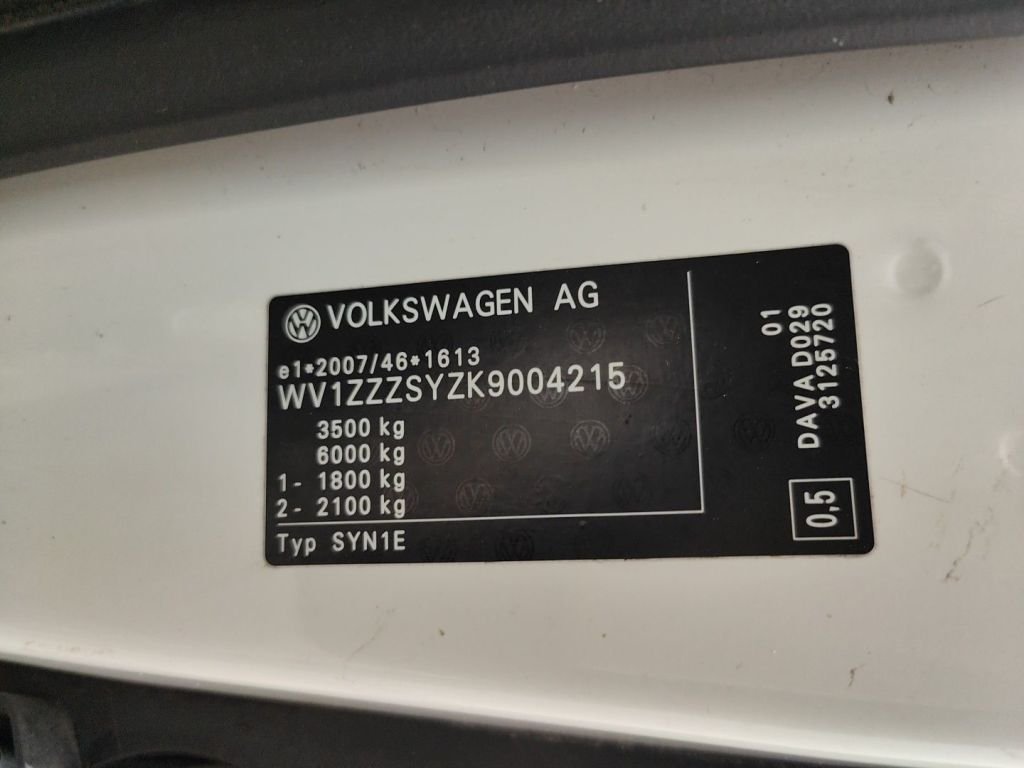 VOLKSWAGEN AG
e1*2007/46*1613
WV1ZZZSYZK9004215
3500 kg
6000 kg
1- 1800 kg
2- 2100 kg
Typ SYN1E
01
DAVA.D029
3125720
0,5